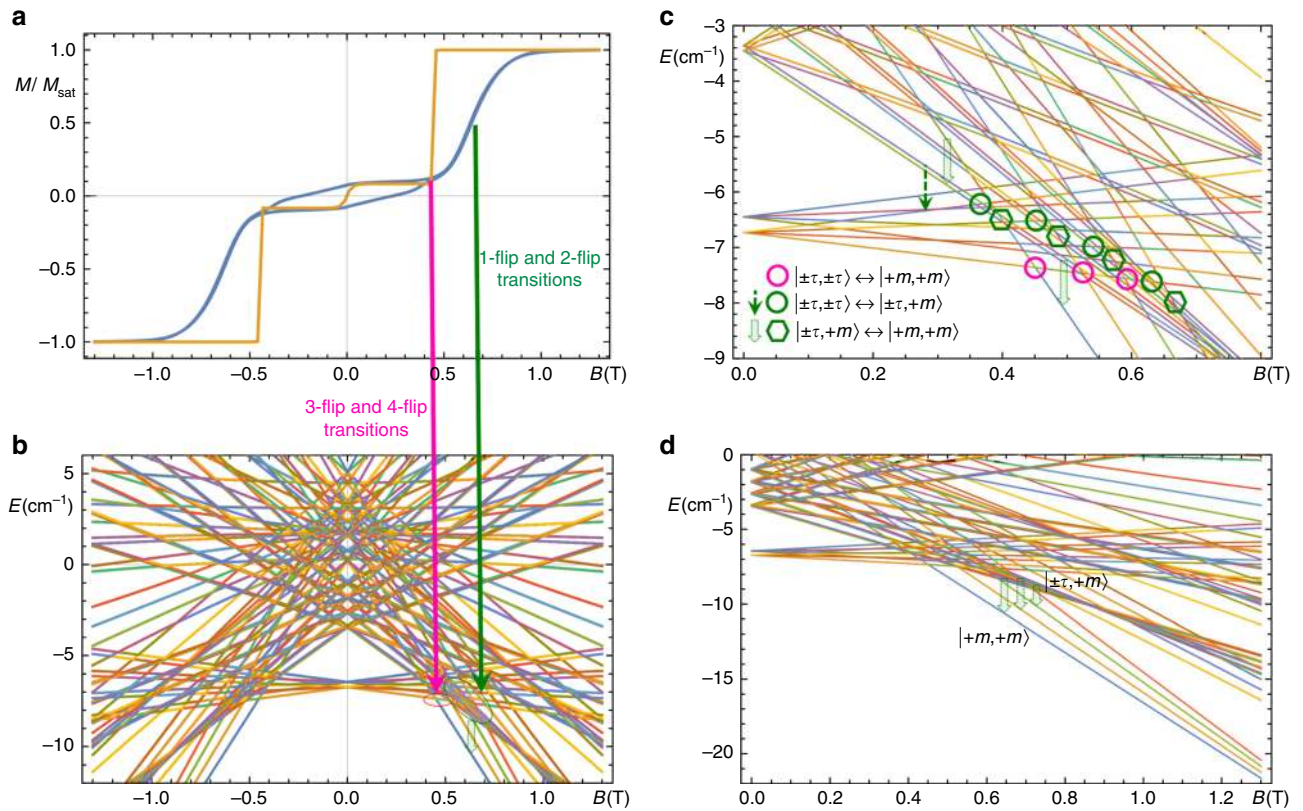 a
1.0
M/ Msat
0.5
0.0
−0.5
−1.0
−1.0
−0.5
0.0
0.5
1.0
B(T)
1-flip and 2-flip
transitions
3-flip and 4-flip
transitions
b
5
E(cm⁻¹)
0
−5
−10
−1.0
−0.5
0.0
0.5
1.0
B(T)
c
−3
E(cm⁻¹)
−4
−5
−6
−7
−8
−9
|±τ,±τ⟩ ↔ |+m,+m⟩
|±τ,±τ⟩ ↔ |±τ,+m⟩
|±τ,+m⟩ ↔ |+m,+m⟩
0.0
0.2
0.4
0.6
B(T)
d
0
E(cm⁻¹)
−5
−10
−15
−20
|±τ,+m⟩
|+m,+m⟩
0.0
0.2
0.4
0.6
0.8
1.0
1.2
B(T)